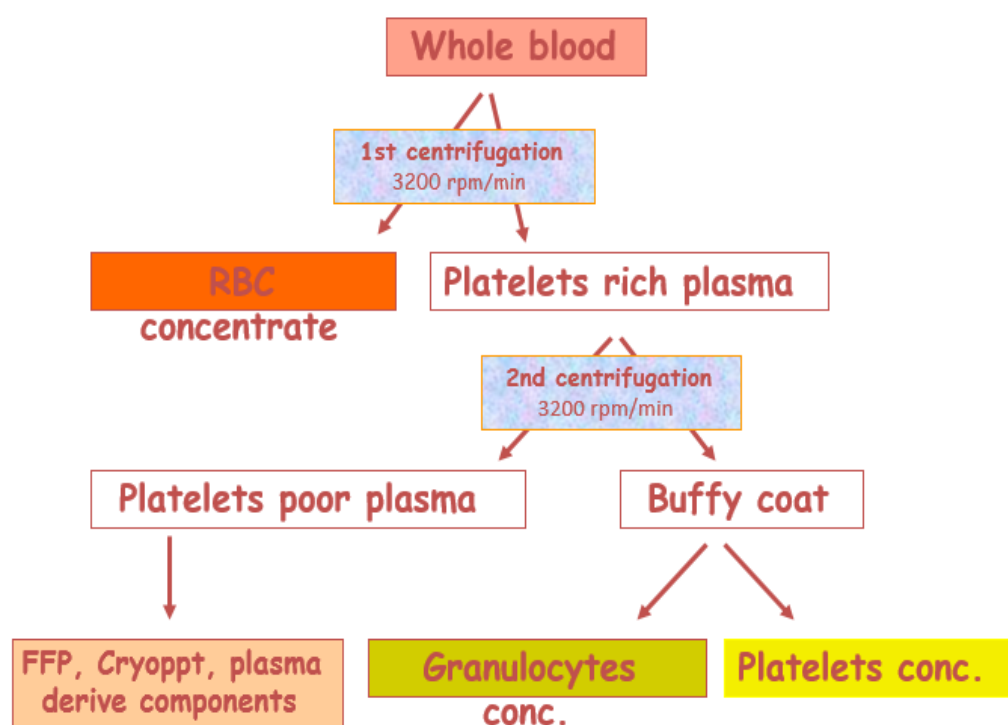 Whole blood
1st centrifugation
3200 rpm/min
RBC
concentrate
Platelets rich plasma
2nd centrifugation
3200 rpm/min
Platelets poor plasma
Buffy coat
FFP, Cryoppt, plasma
derive components
Granulocytes
conc.
Platelets conc.